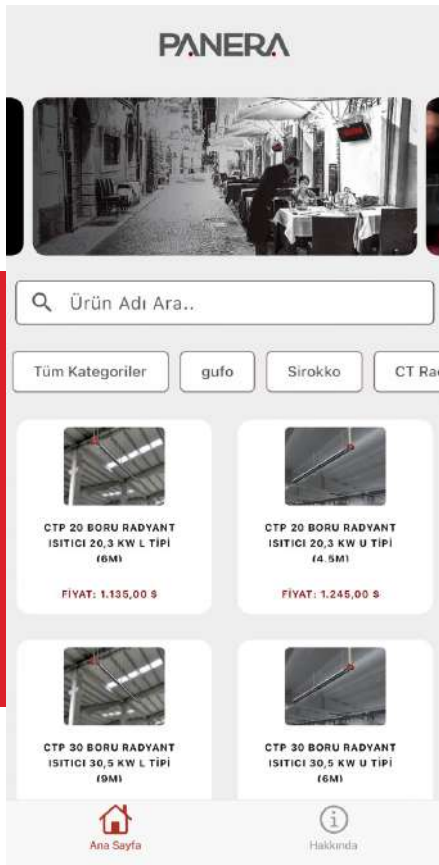 PANERA
Ürün Adı Ara..
Tüm Kategoriler
gufo
Sirokko
CT Ra
CTP 20 BORU RADYANT
ISITICI 20,3 KW L TİPİ
(6M)
FİYAT: 1.135,00 $
CTP 20 BORU RADYANT
ISITICI 20,3 KW U TİPİ
(4.5M)
FİYAT: 1.245,00 $
CTP 30 BORU RADYANT
ISITICI 30,5 KW L TİPİ
(9M)
CTP 30 BORU RADYANT
ISITICI 30,5 KW U TİPİ
(6M)
Ana Sayfa
Hakkında